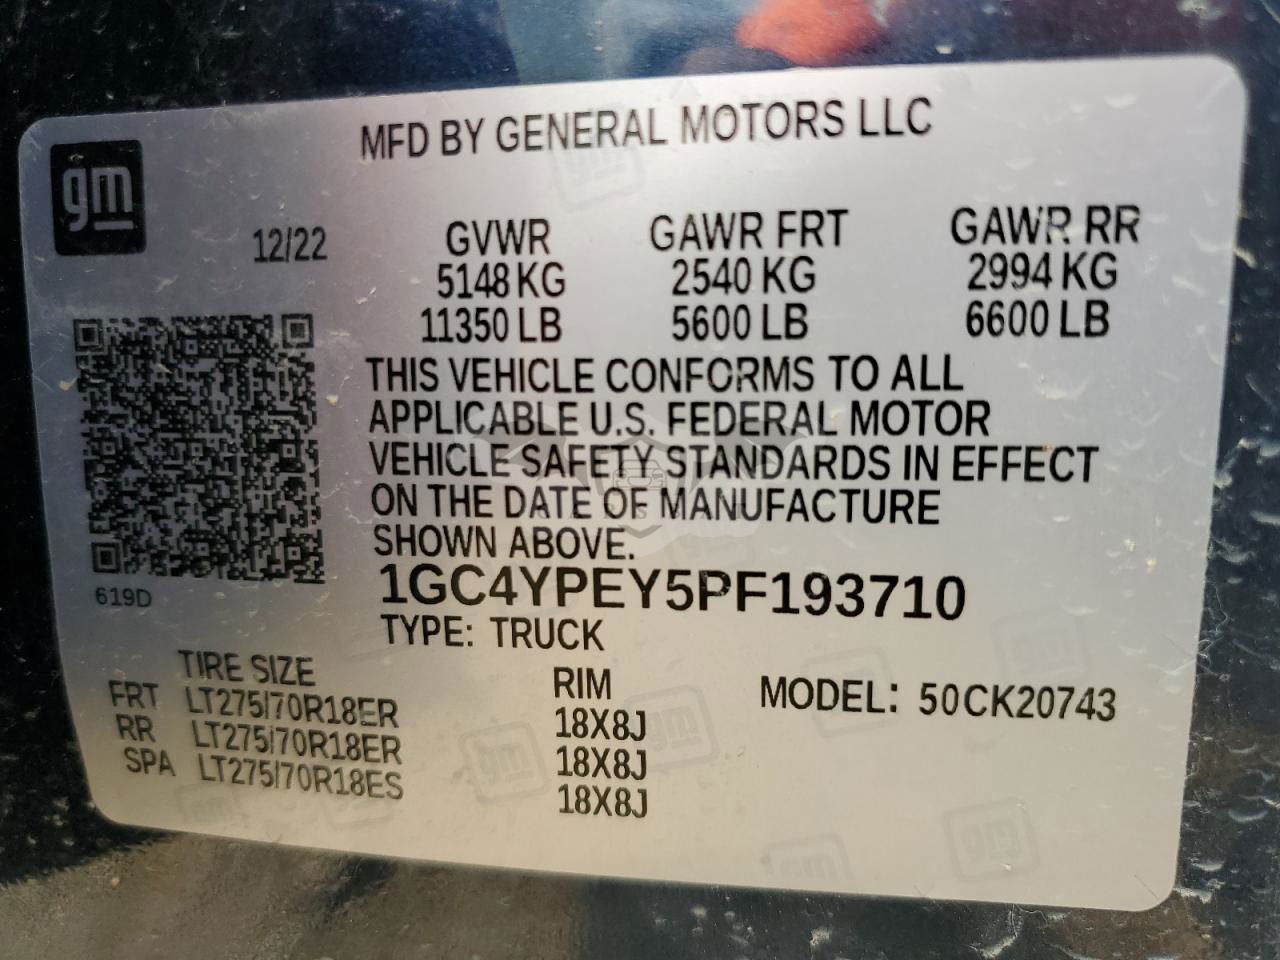 MFD BY GENERAL MOTORS LLC
gm
12/22
GVWR GAWR FRT GAWR RR
5148 KG 2540 KG 2994 KG
11350 LB 5600 LB 6600 LB
THIS VEHICLE CONFORMS TO ALL
APPLICABLE U.S. FEDERAL MOTOR
VEHICLE SAFETY STANDARDS IN EFFECT
ON THE DATE OF MANUFACTURE
SHOWN ABOVE.
619D
1GC4YPEY5PF193710
TYPE: TRUCK
TIRE SIZE RIM MODEL: 50CK20743
FRT LT275/70R18ER 18X8J
RR LT275/70R18ER 18X8J
SPA LT275/70R18ES 18X8J